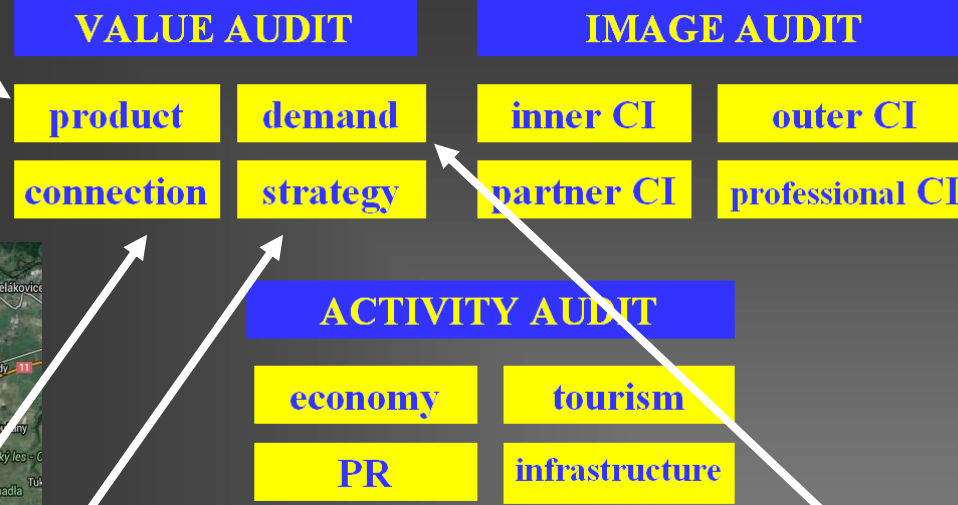 VALUE AUDIT
IMAGE AUDIT
product
demand
inner CI
outer CI
connection
strategy
partner CI
professional CI
ACTIVITY AUDIT
economy
tourism
PR
infrastructure
11